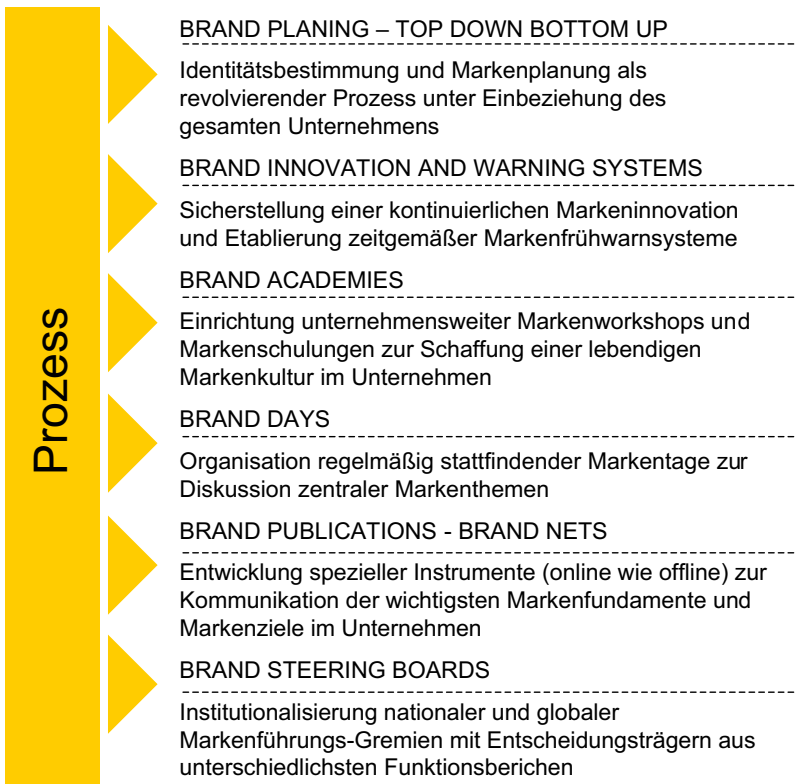 Prozess
BRAND PLANING – TOP DOWN BOTTOM UP
Identitätsbestimmung und Markenplanung als
revolvierender Prozess unter Einbeziehung des
gesamten Unternehmens
BRAND INNOVATION AND WARNING SYSTEMS
Sicherstellung einer kontinuierlichen Markeninnovation
und Etablierung zeitgemäßer Markenfrühwarnsysteme
BRAND ACADEMIES
Einrichtung unternehmensweiter Markenworkshops und
Markenschulungen zur Schaffung einer lebendigen
Markenkultur im Unternehmen
BRAND DAYS
Organisation regelmäßig stattfindender Markentage zur
Diskussion zentraler Markenthemen
BRAND PUBLICATIONS - BRAND NETS
Entwicklung spezieller Instrumente (online wie offline) zur
Kommunikation der wichtigsten Markenfundamente und
Markenziele im Unternehmen
BRAND STEERING BOARDS
Institutionalisierung nationaler und globaler
Markenführungs-Gremien mit Entscheidungsträgern aus
unterschiedlichsten Funktionsberichen